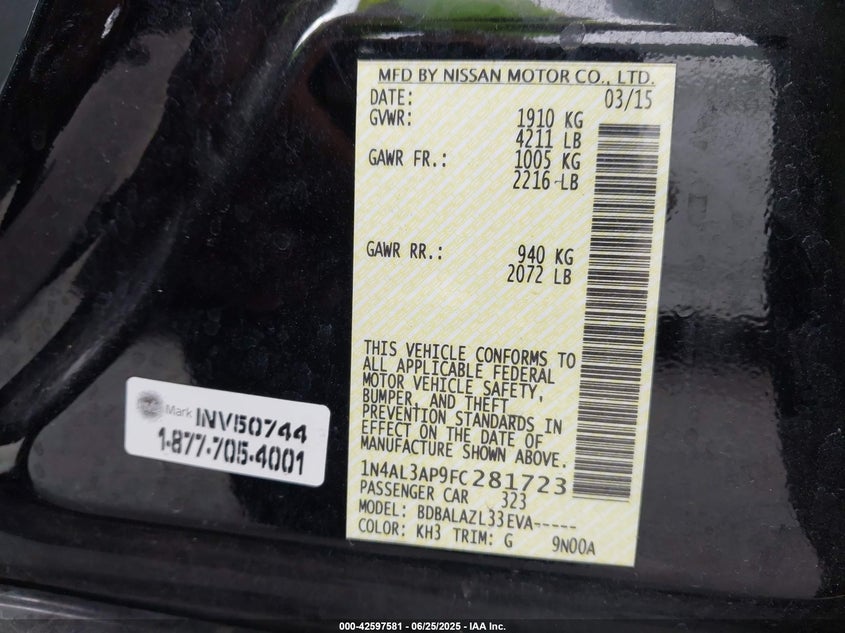 MFD BY NISSAN MOTOR CO., LTD.
DATE: 03/15
GVWR: 1910 KG
4211 LB
GAWR FR.: 1005 KG
2216 LB
GAWR RR.: 940 KG
2072 LB
THIS VEHICLE CONFORMS TO
ALL APPLICABLE FEDERAL
MOTOR VEHICLE SAFETY,
BUMPER, AND THEFT
PREVENTION STANDARDS IN
EFFECT ON THE DATE OF
MANUFACTURE SHOWN ABOVE.
1N4AL3AP9FC281723
PASSENGER CAR 323
MODEL: BDBALAZL33EVA-----
COLOR: KH3 TRIM: G 9N00A
Mark INV50744
1-877-705-4001
000-42597581 - 06/25/2025 - IAA Inc.